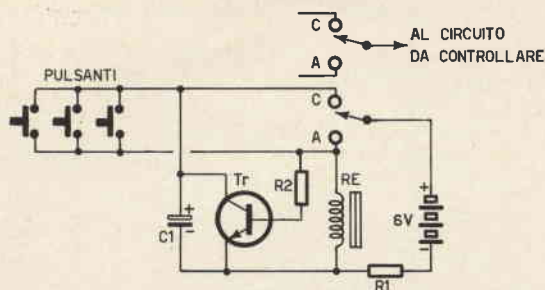 C
AL CIRCUITO
DA CONTROLLARE
A
PULSANTI
C
A
Tr
R2
RE
+
C1
-
+
6V
-
R1